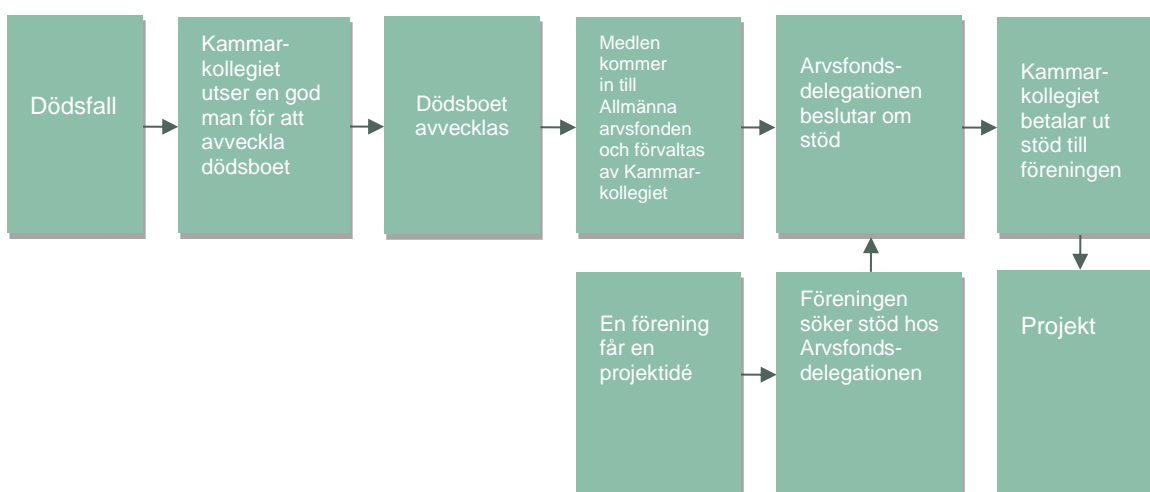 Dödsfall
Kammar-
kollegiet
utser en god
man för att
avveckla
dödsboet
Dödsboet
avvecklas
Medlen
kommer
in till
Allmänna
arvsfonden
och förvaltas
av Kammar-
kollegiet
Arvsfonds-
delegationen
beslutar om
stöd
Kammar-
kollegiet
betalar ut
stöd till
föreningen
En förening
får en
projektidé
Föreningen
söker stöd hos
Arvsfonds-
delegationen
Projekt